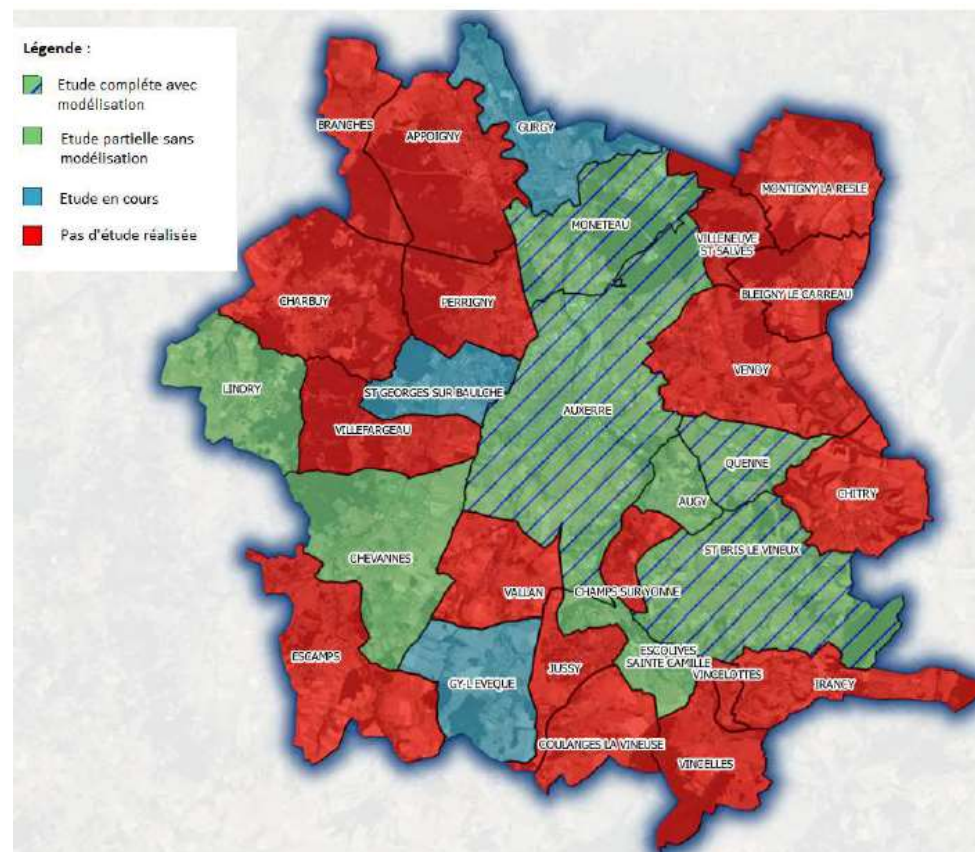 Légende :
Etude compléte avec
modélisation
Etude partielle sans
modélisation
Etude en cours
Pas d'étude réalisée
BRANCHES
APPOIGNY
GURGY
MONTIGNY LA RESLE
MONETEAU
VILLENEUVE
ST SALVES
BLEIGNY LE CARREAU
CHARBUY
PERRIGNY
VENOY
LINDRY
ST GEORGES SUR BAULCHE
AUXERRE
VILLEFARGEAU
QUENNE
CHITRY
AUGY
CHEVANNES
ST BRIS LE VINEUX
VALLAN
CHAMPS SUR YONNE
ESCAMPS
ESCOLIVES
SAINTE CAMILLE
JUSSY
VINCELOTTES
GY-L'EVEQUE
IRANCY
COULANGES LA VINEUSE
VINCELLES